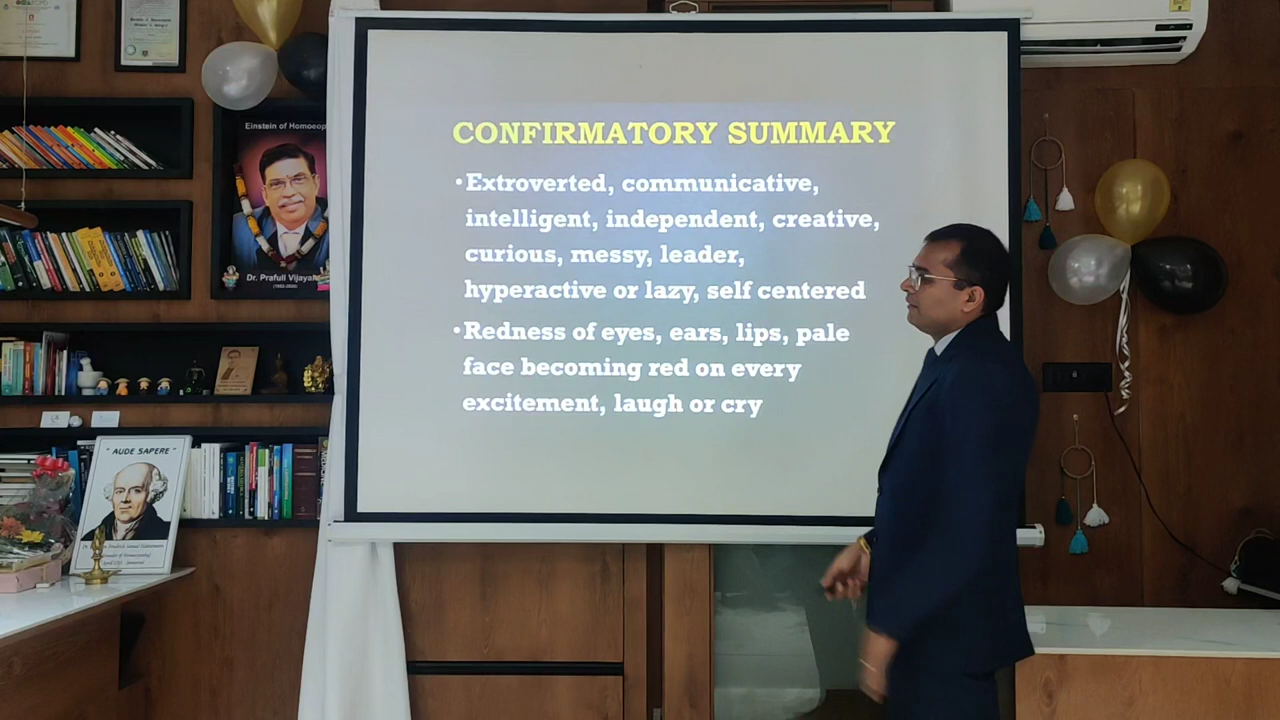 Einstein of Homoeop
Dr. Prafull Vijaya
CONFIRMATORY SUMMARY
•Extroverted, communicative,
intelligent, independent, creative,
curious, messy, leader,
hyperactive or lazy, self centered
•Redness of eyes, ears, lips, pale
face becoming red on every
excitement, laugh or cry
" AUDE SAPERE "